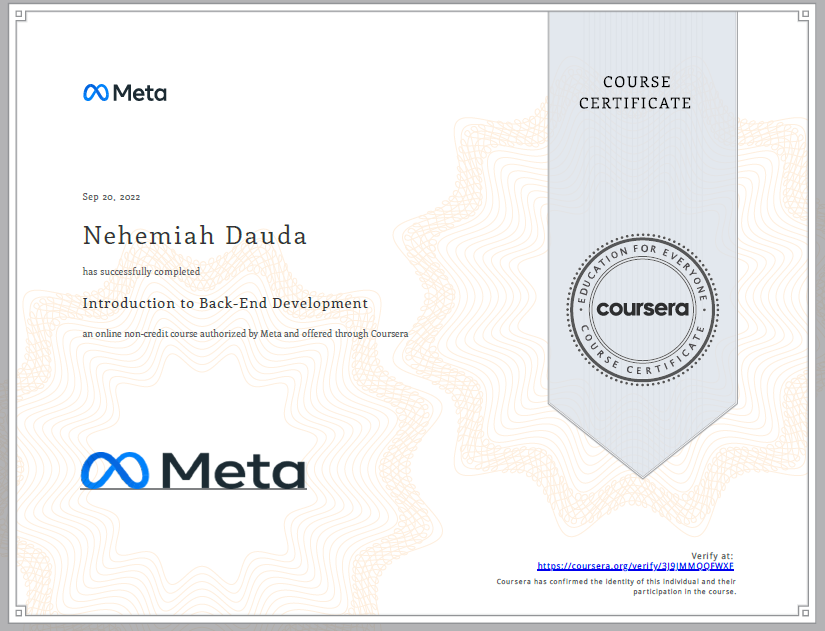 Meta
COURSE
CERTIFICATE
Sep 20, 2022
Nehemiah Dauda
has successfully completed
Introduction to Back-End Development
an online non-credit course authorized by Meta and offered through Coursera
EDUCATION FOR EVERYONE
coursera
COURSE CERTIFICATE
Meta
Verify at:
https://coursera.org/verify/3J9JMMQQFWXF
Coursera has confirmed the identity of this individual and their
participation in the course.